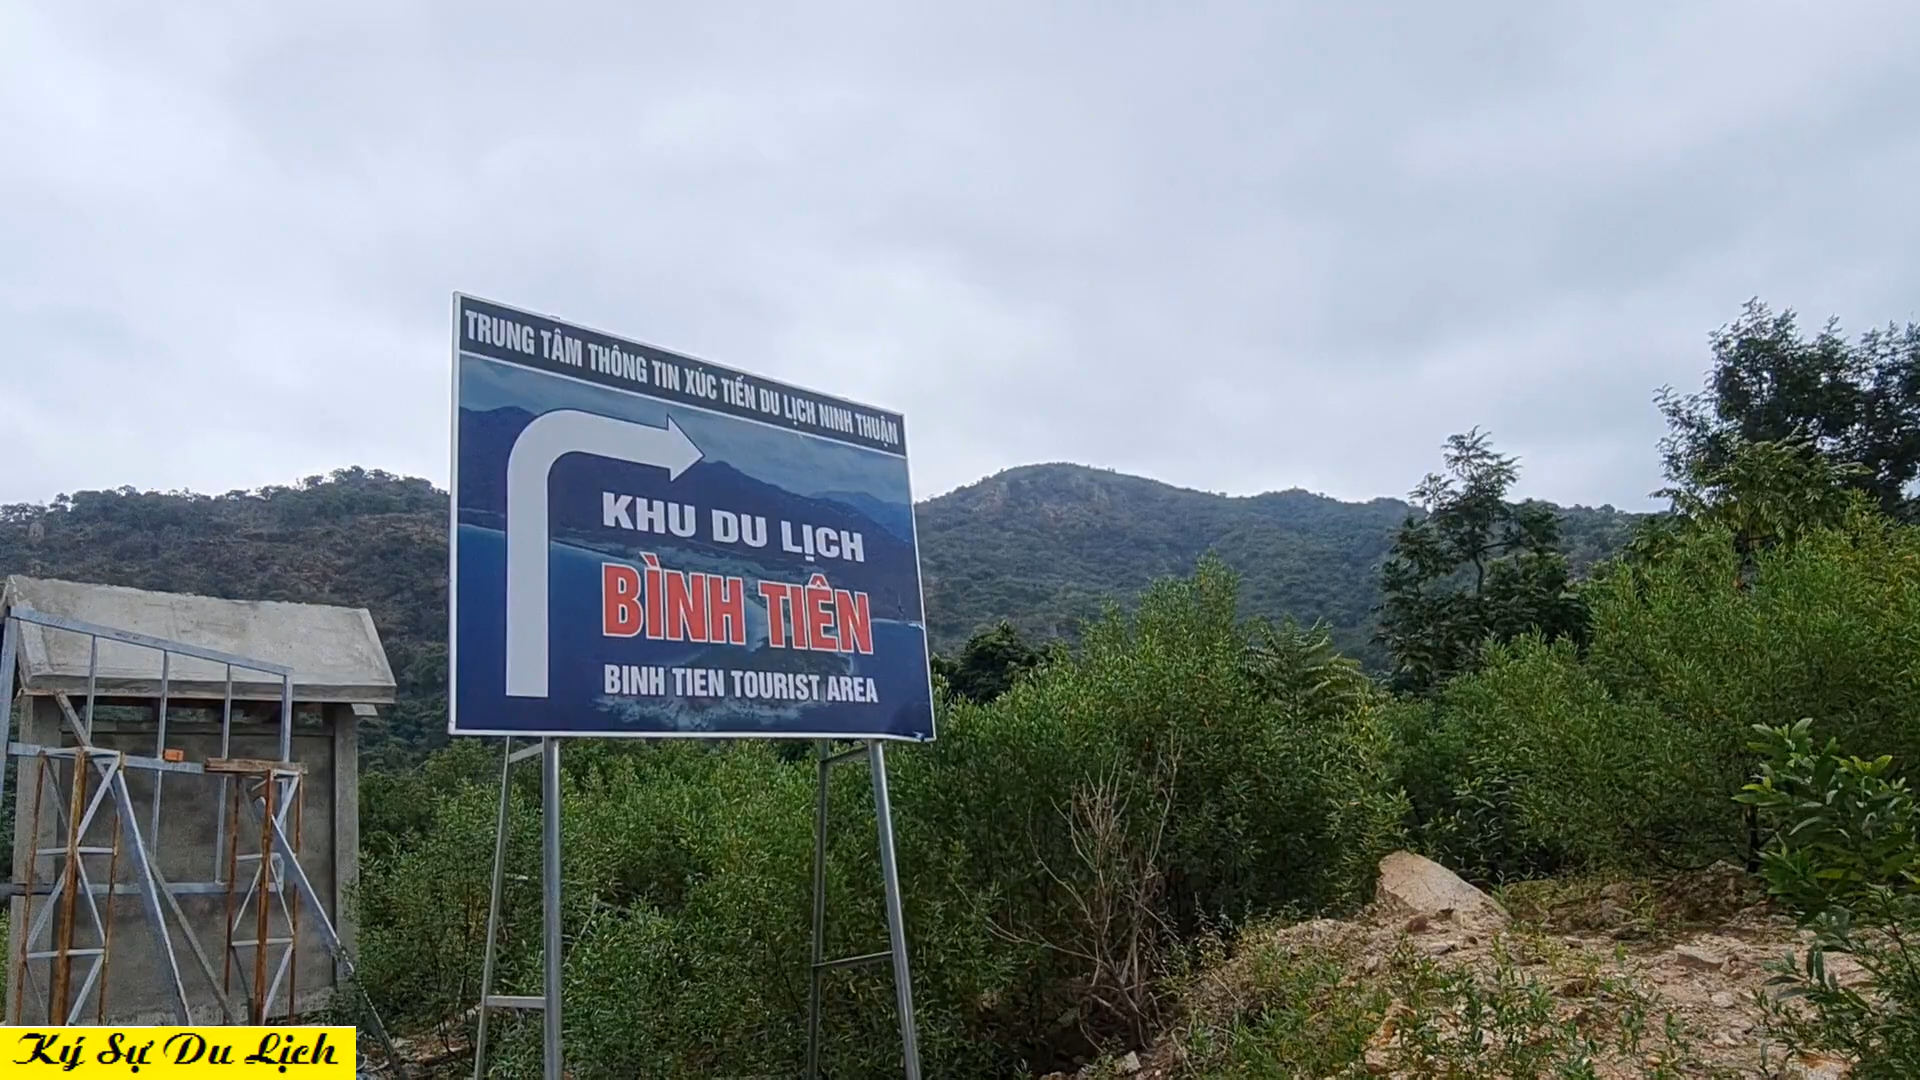 TRUNG TÂM THÔNG TIN XÚC TIẾN DU LỊCH NINH THUẬN
KHU DU LỊCH
BÌNH TIÊN
BINH TIEN TOURIST AREA
Ký Sự Du Lịch